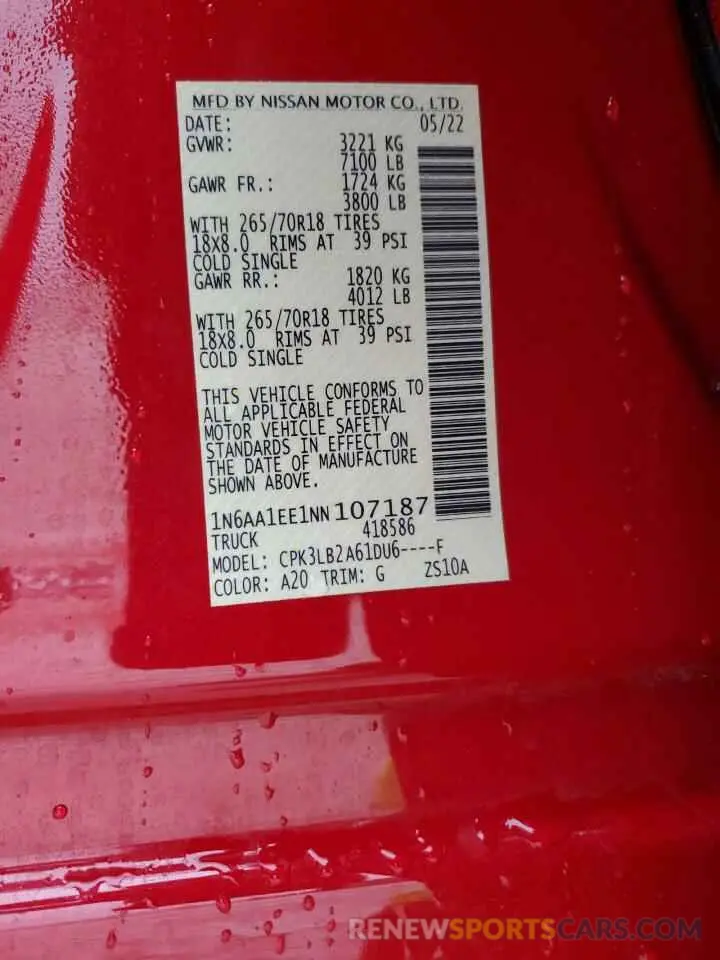 MFD BY NISSAN MOTOR CO., LTD.
DATE: 05/22
GVWR: 3221 KG
7100 LB
GAWR FR.: 1724 KG
3800 LB
WITH 265/70R18 TIRES
18X8.0 RIMS AT 39 PSI
COLD SINGLE
GAWR RR.: 1820 KG
4012 LB
WITH 265/70R18 TIRES
18X8.0 RIMS AT 39 PSI
COLD SINGLE
THIS VEHICLE CONFORMS TO
ALL APPLICABLE FEDERAL
MOTOR VEHICLE SAFETY
STANDARDS IN EFFECT ON
THE DATE OF MANUFACTURE
SHOWN ABOVE.
1N6AA1EE1NN107187
TRUCK 418586
MODEL: CPK3LB2A61DU6----F
COLOR: A20 TRIM: G ZS10A
RENEWSPORTSCARS.COM